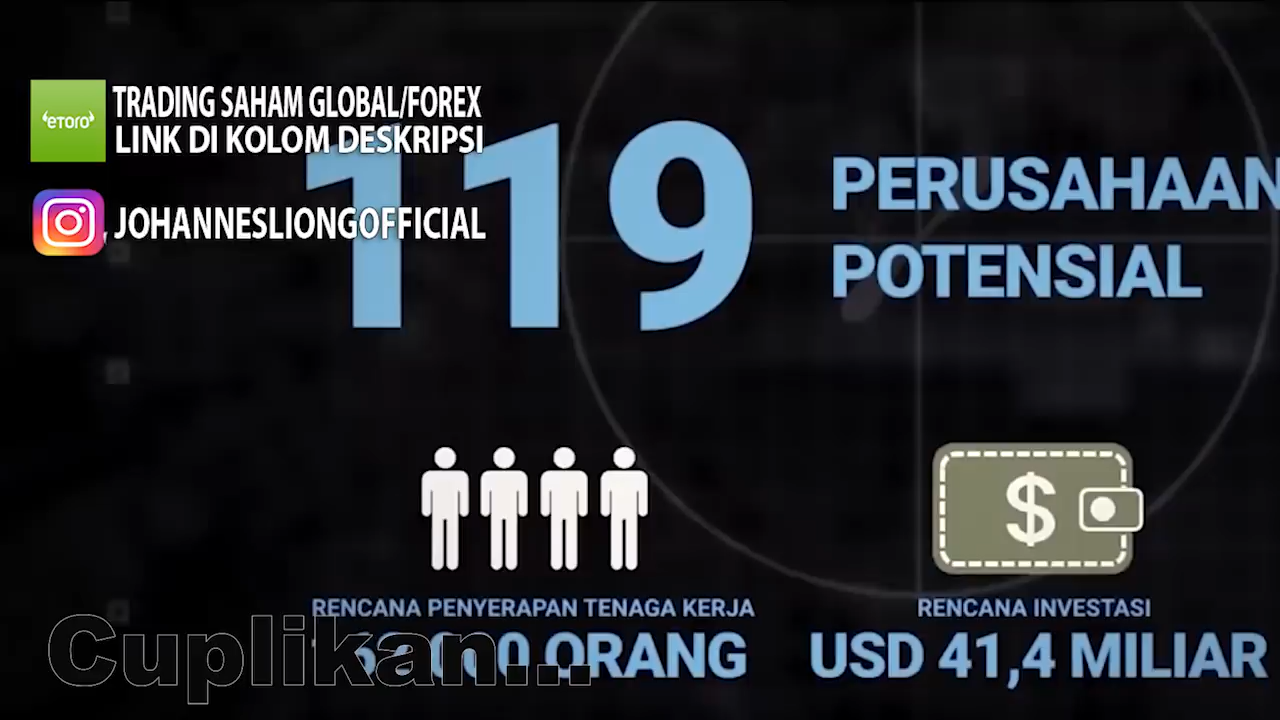 eTORO
TRADING SAHAM GLOBAL/FOREX
LINK DI KOLOM DESKRIPSI
JOHANNESLIONGOFFICIAL
119
PERUSAHAAN
POTENSIAL
$
RENCANA PENYERAPAN TENAGA KERJA
ORANG
RENCANA INVESTASI
USD 41,4 MILIAR
Cuplikan...